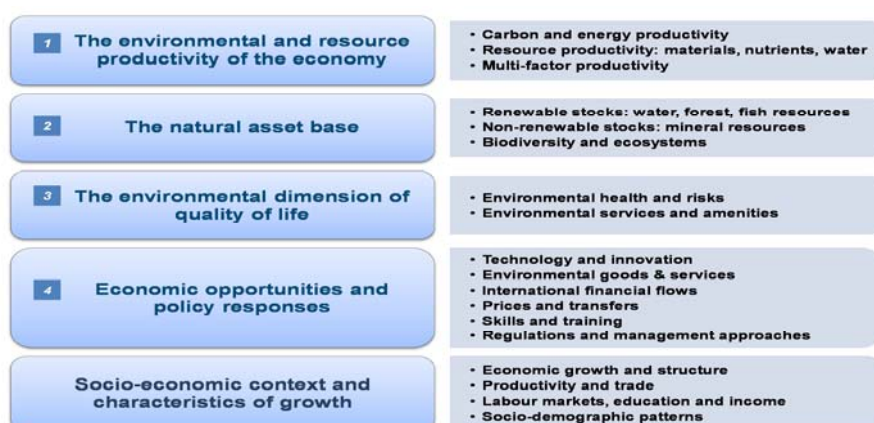 1 The environmental and resource
productivity of the economy
• Carbon and energy productivity
• Resource productivity: materials, nutrients, water
• Multi-factor productivity
2 The natural asset base
• Renewable stocks: water, forest, fish resources
• Non-renewable stocks: mineral resources
• Biodiversity and ecosystems
3 The environmental dimension of
quality of life
• Environmental health and risks
• Environmental services and amenities
4 Economic opportunities and
policy responses
• Technology and innovation
• Environmental goods & services
• International financial flows
• Prices and transfers
• Skills and training
• Regulations and management approaches
Socio-economic context and
characteristics of growth
• Economic growth and structure
• Productivity and trade
• Labour markets, education and income
• Socio-demographic patterns